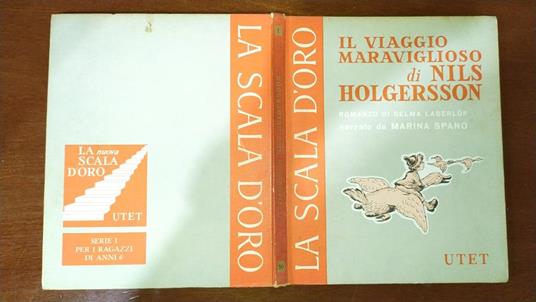 LA nuova
SCALA
D'ORO
UTET
SERIE I
PER I RAGAZZI
DI ANNI 6
LA SCALA D'ORO
LA SCALA D'ORO
IL VIAGGIO
MARAVIGLIOSO
di NILS
HOLGERSSON
ROMANZO DI SELMA LAGERLÖF
narrato da MARINA SPANO
UTET